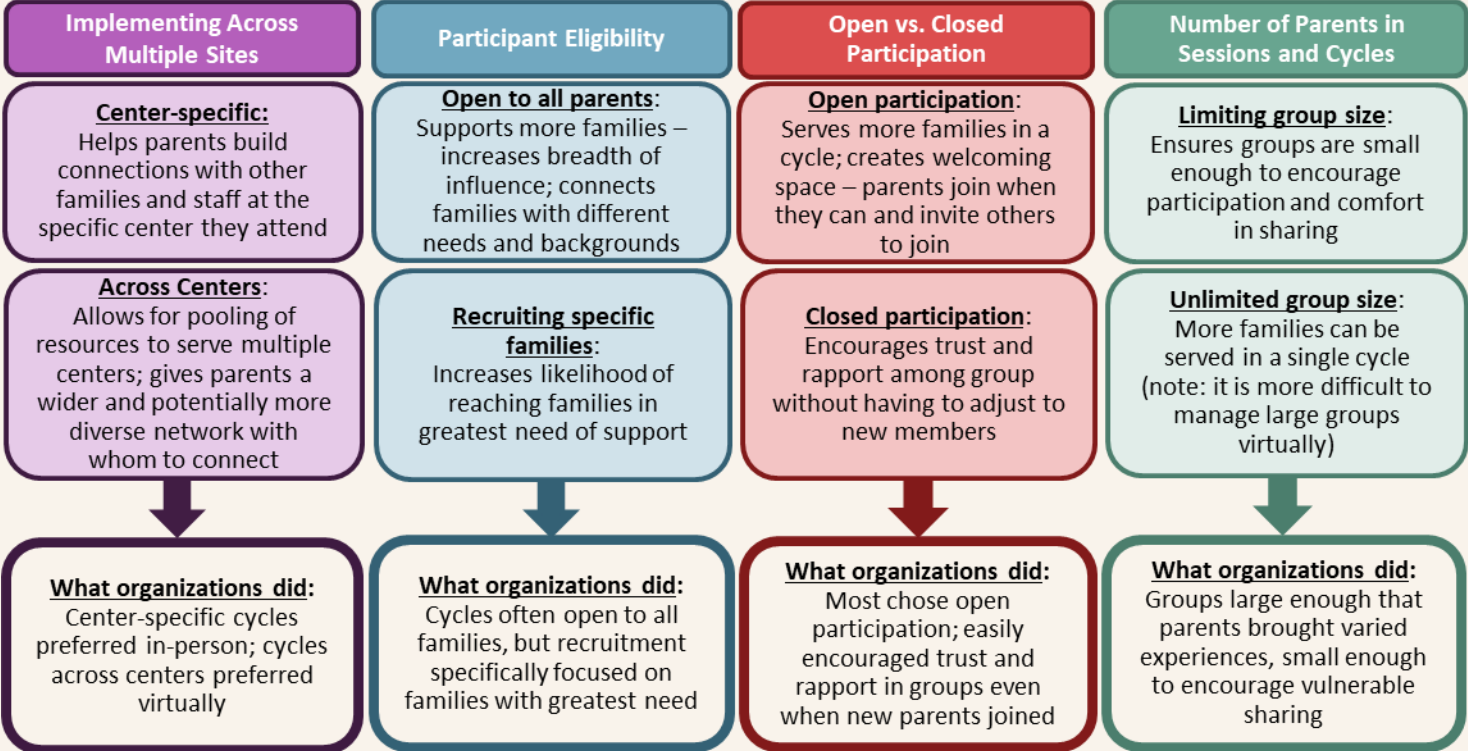 Implementing Across
Multiple Sites
Participant Eligibility
Open vs. Closed
Participation
Number of Parents in
Sessions and Cycles
Center-specific:
Helps parents build
connections with other
families and staff at the
specific center they attend
Open to all parents:
Supports more families –
increases breadth of
influence; connects
families with different
needs and backgrounds
Open participation:
Serves more families in a
cycle; creates welcoming
space – parents join when
they can and invite others
to join
Limiting group size:
Ensures groups are small
enough to encourage
participation and comfort
in sharing
Across Centers:
Allows for pooling of
resources to serve multiple
centers; gives parents a
wider and potentially more
diverse network with
whom to connect
Recruiting specific
families:
Increases likelihood of
reaching families in
greatest need of support
Closed participation:
Encourages trust and
rapport among group
without having to adjust to
new members
Unlimited group size:
More families can be
served in a single cycle
(note: it is more difficult to
manage large groups
virtually)
What organizations did:
Center-specific cycles
preferred in-person; cycles
across centers preferred
virtually
What organizations did:
Cycles often open to all
families, but recruitment
specifically focused on
families with greatest need
What organizations did:
Most chose open
participation; easily
encouraged trust and
rapport in groups even
when new parents joined
What organizations did:
Groups large enough that
parents brought varied
experiences, small enough
to encourage vulnerable
sharing